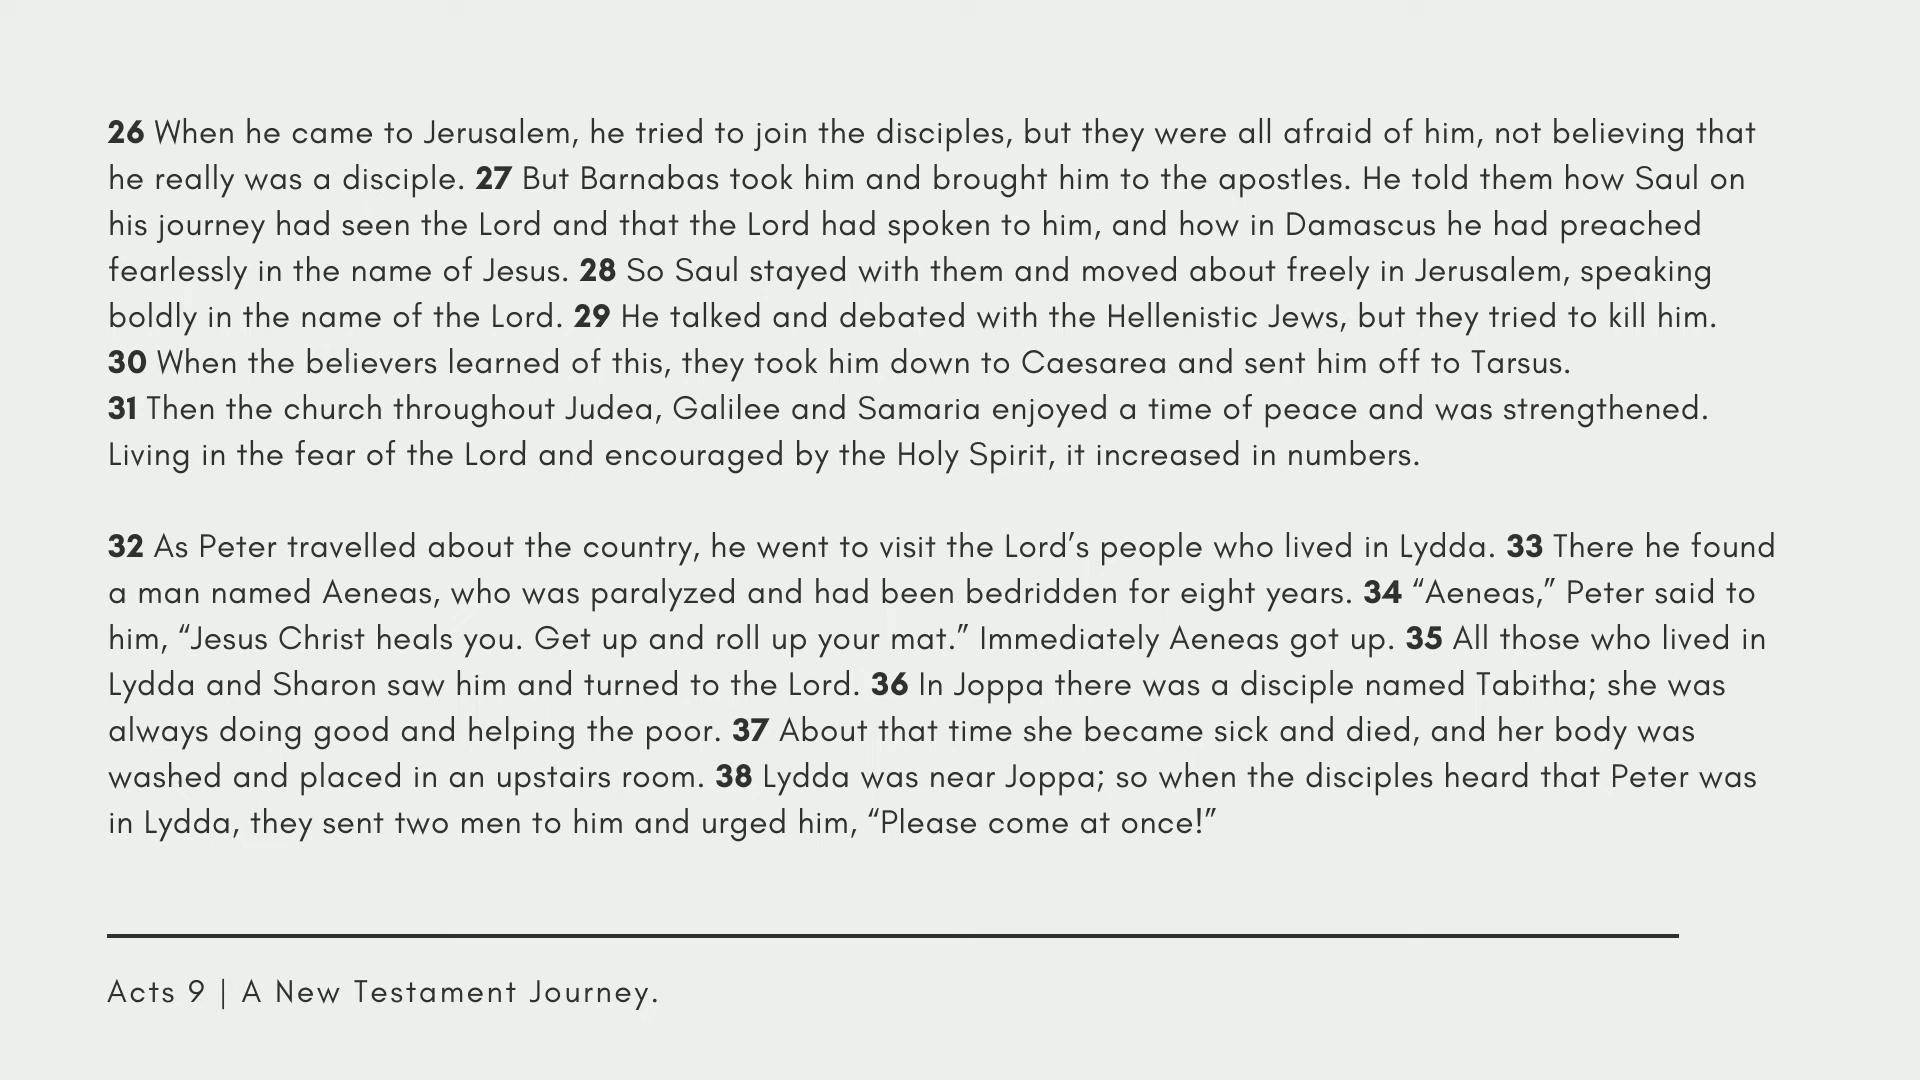 26 When he came to Jerusalem, he tried to join the disciples, but they were all afraid of him, not believing that
he really was a disciple. 27 But Barnabas took him and brought him to the apostles. He told them how Saul on
his journey had seen the Lord and that the Lord had spoken to him, and how in Damascus he had preached
fearlessly in the name of Jesus. 28 So Saul stayed with them and moved about freely in Jerusalem, speaking
boldly in the name of the Lord. 29 He talked and debated with the Hellenistic Jews, but they tried to kill him.
30 When the believers learned of this, they took him down to Caesarea and sent him off to Tarsus.
31 Then the church throughout Judea, Galilee and Samaria enjoyed a time of peace and was strengthened.
Living in the fear of the Lord and encouraged by the Holy Spirit, it increased in numbers.
32 As Peter travelled about the country, he went to visit the Lord’s people who lived in Lydda. 33 There he found
a man named Aeneas, who was paralyzed and had been bedridden for eight years. 34 “Aeneas,” Peter said to
him, “Jesus Christ heals you. Get up and roll up your mat.” Immediately Aeneas got up. 35 All those who lived in
Lydda and Sharon saw him and turned to the Lord. 36 In Joppa there was a disciple named Tabitha; she was
always doing good and helping the poor. 37 About that time she became sick and died, and her body was
washed and placed in an upstairs room. 38 Lydda was near Joppa; so when the disciples heard that Peter was
in Lydda, they sent two men to him and urged him, “Please come at once!”
Acts 9 | A New Testament Journey.